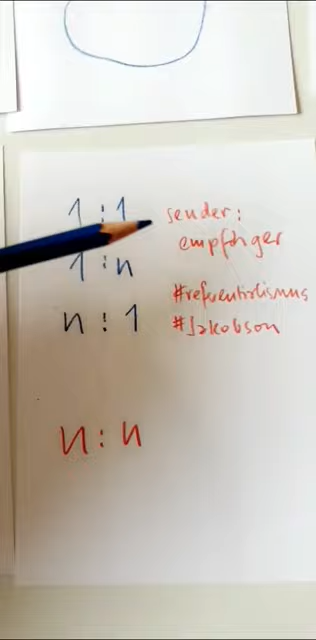 1 : 1
sender:
empfänger
1 : n
#referentialismus
n : 1
#Jakobson
n : n